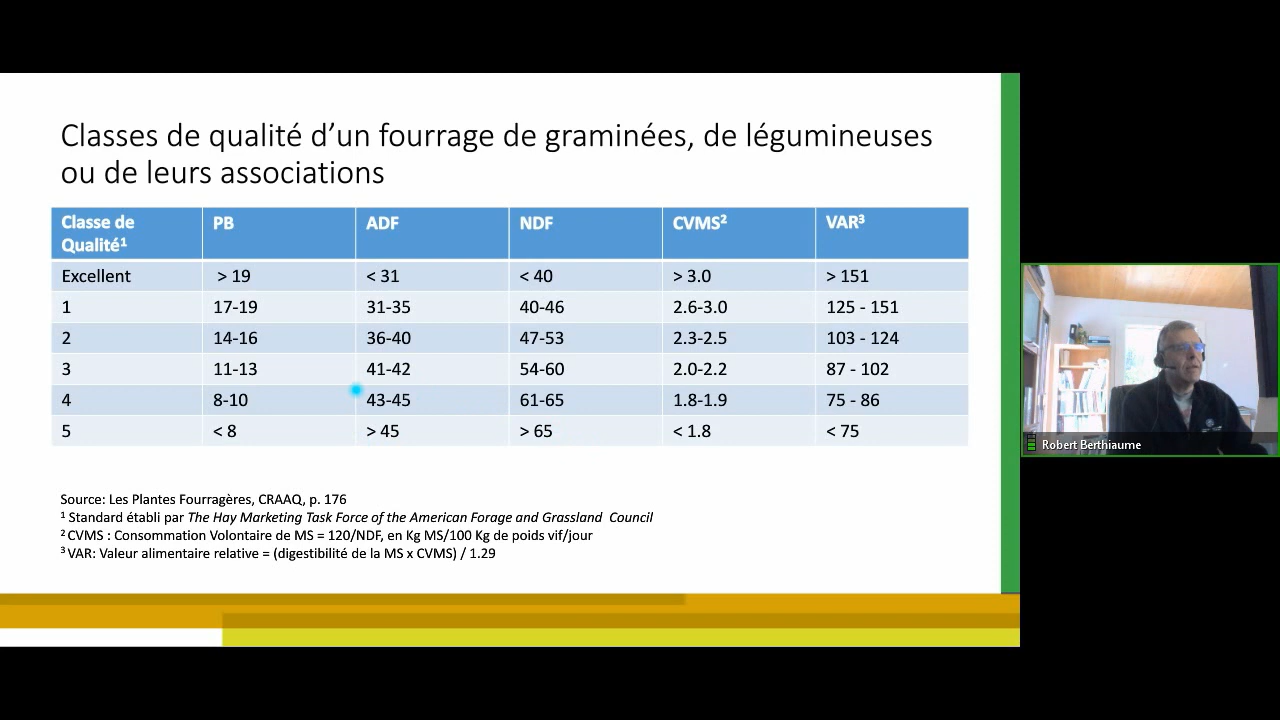 Classes de qualité d’un fourrage de graminées, de légumineuses
ou de leurs associations
Classe de Qualité¹ PB ADF NDF CVMS² VAR³
Excellent > 19 < 31 < 40 > 3.0 > 151
1 17-19 31-35 40-46 2.6-3.0 125 - 151
2 14-16 36-40 47-53 2.3-2.5 103 - 124
3 11-13 41-42 54-60 2.0-2.2 87 - 102
4 8-10 43-45 61-65 1.8-1.9 75 - 86
5 < 8 > 45 > 65 < 1.8 < 75
Source: Les Plantes Fourragères, CRAAQ, p. 176
¹ Standard établi par The Hay Marketing Task Force of the American Forage and Grassland Council
² CVMS : Consommation Volontaire de MS = 120/NDF, en Kg MS/100 Kg de poids vif/jour
³ VAR: Valeur alimentaire relative = (digestibilité de la MS x CVMS) / 1.29
Robert Berthiaume